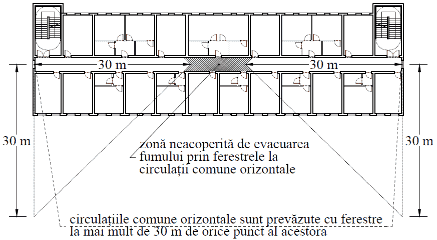 30 m
30 m
30 m
30 m
zonă neacoperită de evacuarea
fumului prin ferestrele la
circulații comune orizontale
circulațiile comune orizontale sunt prevăzute cu ferestre
la mai mult de 30 m de orice punct al acestora